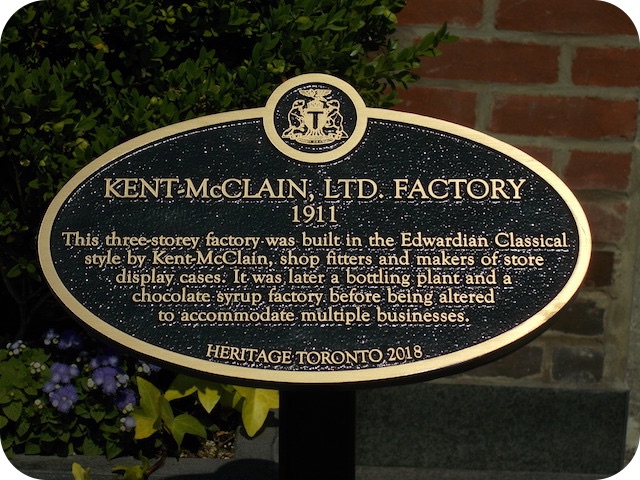 T
KENT-McCLAIN, LTD. FACTORY
1911
This three-storey factory was built in the Edwardian Classical
style by Kent-McClain, shop fitters and makers of store
display cases. It was later a bottling plant and a
chocolate syrup factory before being altered
to accommodate multiple businesses.
HERITAGE TORONTO 2018